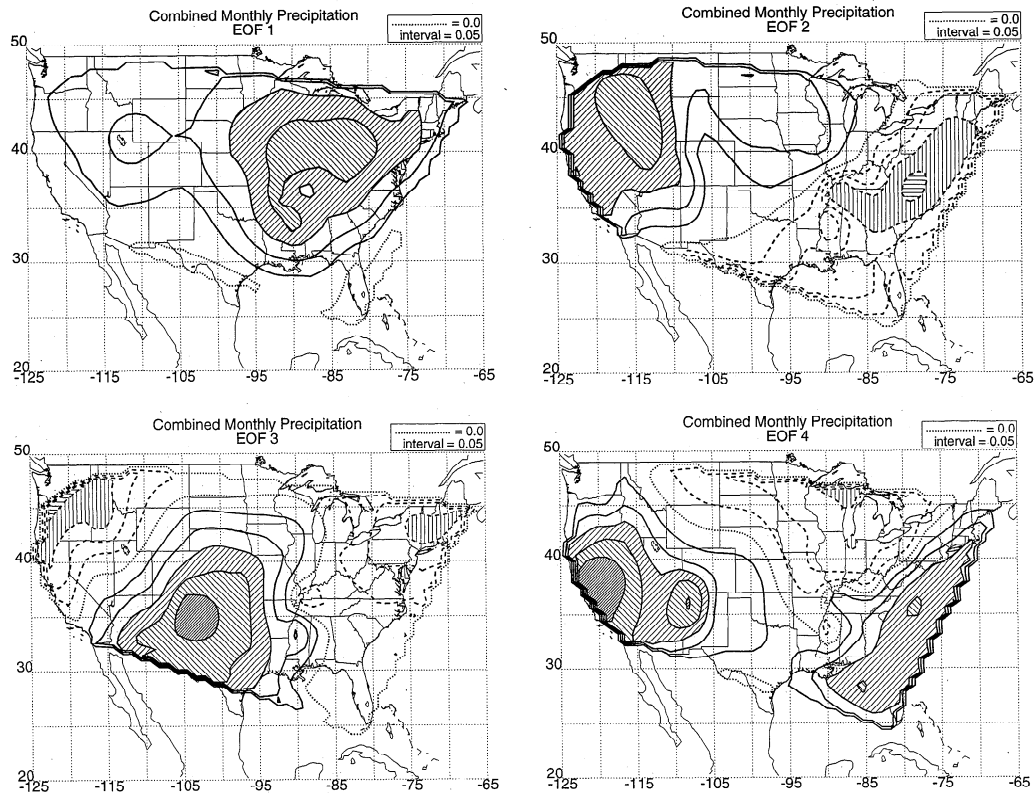 Combined Monthly Precipitation
EOF 1
............ = 0.0
interval = 0.05
50
40
30
20
-125 -115 -105 -95 -85 -75 -65
Combined Monthly Precipitation
EOF 2
............ = 0.0
interval = 0.05
50
40
30
20
-125 -115 -105 -95 -85 -75 -65
Combined Monthly Precipitation
EOF 3
............ = 0.0
interval = 0.05
50
40
30
20
-125 -115 -105 -95 -85 -75 -65
Combined Monthly Precipitation
EOF 4
............ = 0.0
interval = 0.05
50
40
30
20
-125 -115 -105 -95 -85 -75 -65